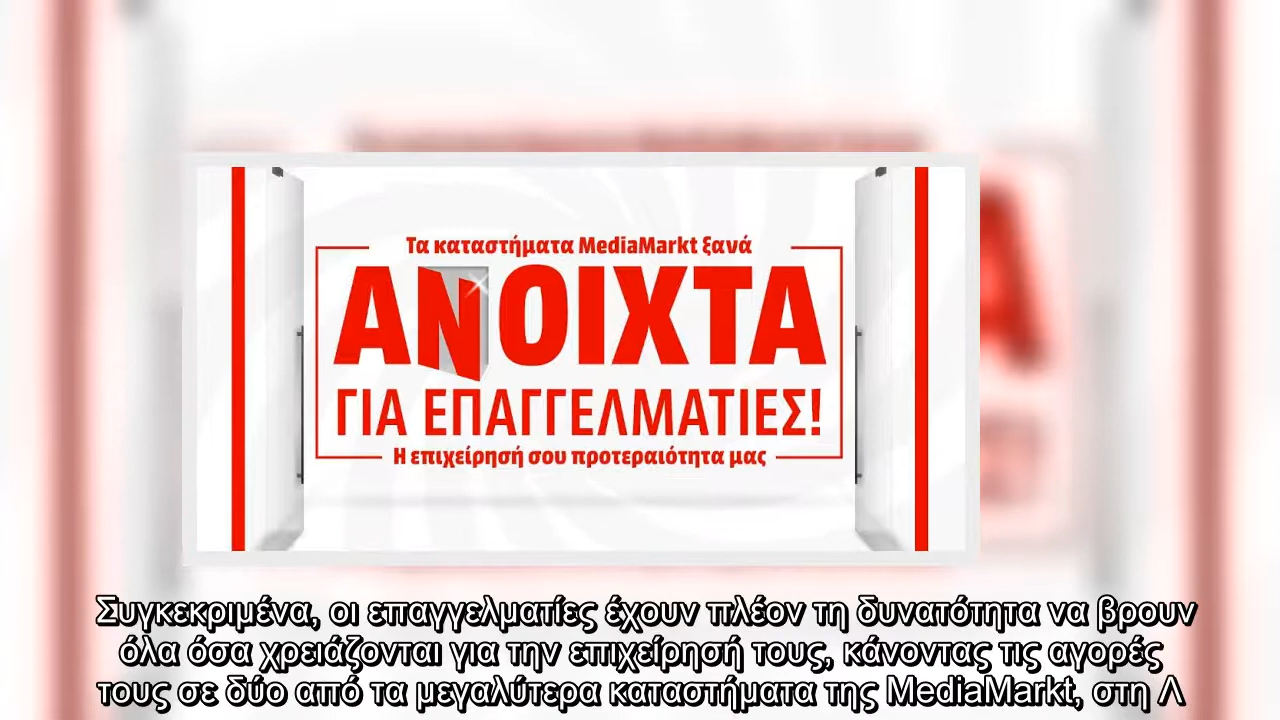 Τα καταστήματα MediaMarkt ξανά
ΑΝΟΙΧΤΑ
ΓΙΑ ΕΠΑΓΓΕΛΜΑΤΙΕΣ!
Η επιχείρησή σου προτεραιότητα μας
Συγκεκριμένα, οι επαγγελματίες έχουν πλέον τη δυνατότητα να βρουν
όλα όσα χρειάζονται για την επιχείρησή τους, κάνοντας τις αγορές
τους σε δύο από τα μεγαλύτερα καταστήματα της MediaMarkt, στη Λ